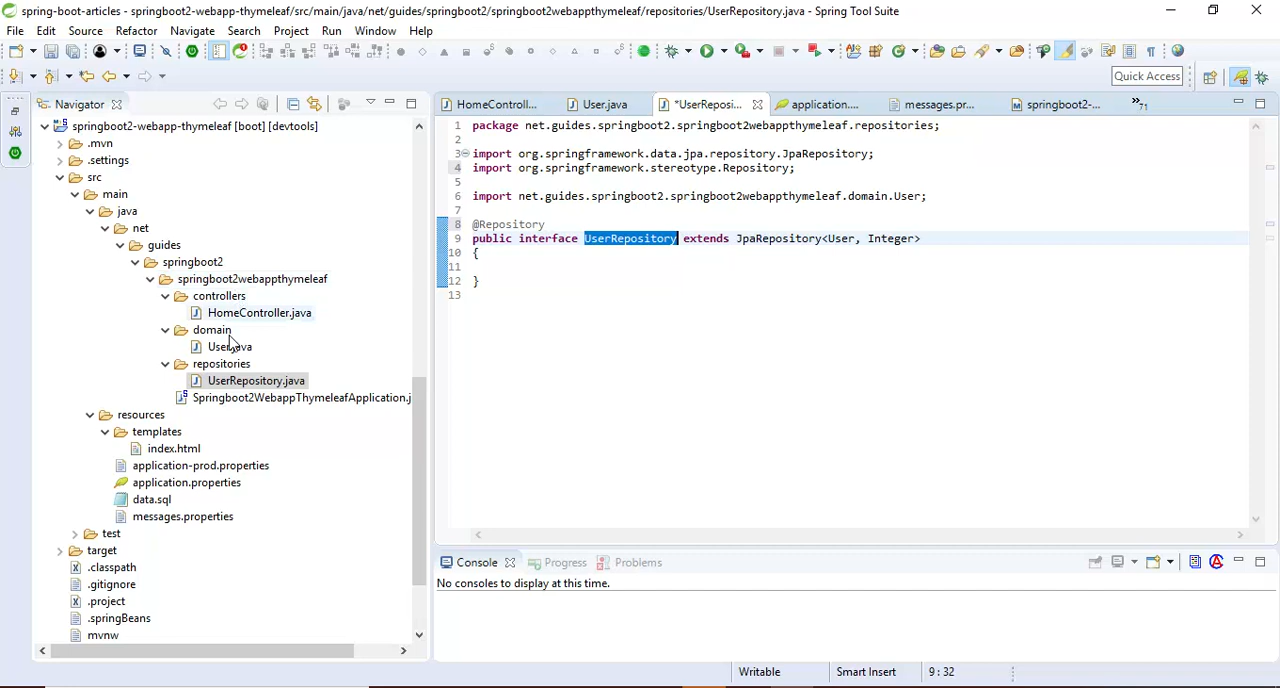 spring-boot-articles - springboot2-webapp-thymeleaf/src/main/java/net/guides/springboot2/springboot2webappthymeleaf/repositories/UserRepository.java - Spring Tool Suite
File Edit Source Refactor Navigate Search Project Run Window Help
Quick Access
Navigator
springboot2-webapp-thymeleaf [boot] [devtools]
.mvn
.settings
src
main
java
net
guides
springboot2
springboot2webappthymeleaf
controllers
HomeController.java
domain
User.java
repositories
UserRepository.java
Springboot2WebappThymeleafApplication.j
resources
templates
index.html
application-prod.properties
application.properties
data.sql
messages.properties
test
target
.classpath
.gitignore
.project
.springBeans
mvnw
HomeControll... User.java *UserReposi... application.... messages.pr... springboot2-... »71
1 package net.guides.springboot2.springboot2webappthymeleaf.repositories;
2
3 import org.springframework.data.jpa.repository.JpaRepository;
4 import org.springframework.stereotype.Repository;
5
6 import net.guides.springboot2.springboot2webappthymeleaf.domain.User;
7
8 @Repository
9 public interface UserRepository extends JpaRepository<User, Integer>
10 {
11
12 }
13
Console Progress Problems
No consoles to display at this time.
Writable Smart Insert 9 : 32